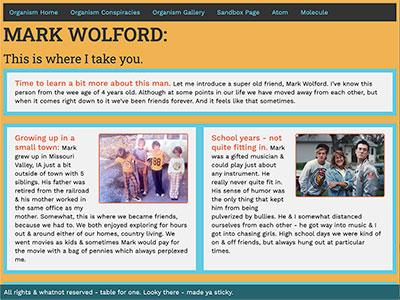 Organism Home Organism Conspiracies Organism Gallery Sandbox Page Atom Molecule
MARK WOLFORD:
This is where I take you.
Time to learn a bit more about this man. Let me introduce a super old friend, Mark Wolford. I've know this
person from the wee age of 4 years old. Although at some points in our life we have moved away from each other, but
when it comes right down to it we've been friends forever. And it feels like that sometimes.
Growing up in a
small town: Mark
grew up in Missouri
Valley, IA just a bit
outside of town with 5
siblings. His father was
retired from the railroad
& his mother worked in
the same office as my
mother. Somewhat, this is where we became friends,
because we had to. We both enjoyed exploring for hours
out & around either of our homes, country living. We
went movies as kids & sometimes Mark would pay for
the movie with a bag of pennies which always perplexed
me.
School years - not
quite fitting in. Mark
was a gifted musician &
could play just about
any instrument. He
really never quite fit in.
His sense of humor was
the only thing that kept
him from being
pulverized by bullies. He & I somewhat distanced
ourselves from each other - he got way into music & I
got into chasing girls. High school days we were kind of
on & off friends, but always hung out at particular
times.
All rights & whatnot reserved - table for one. Looky there - made ya sticky.